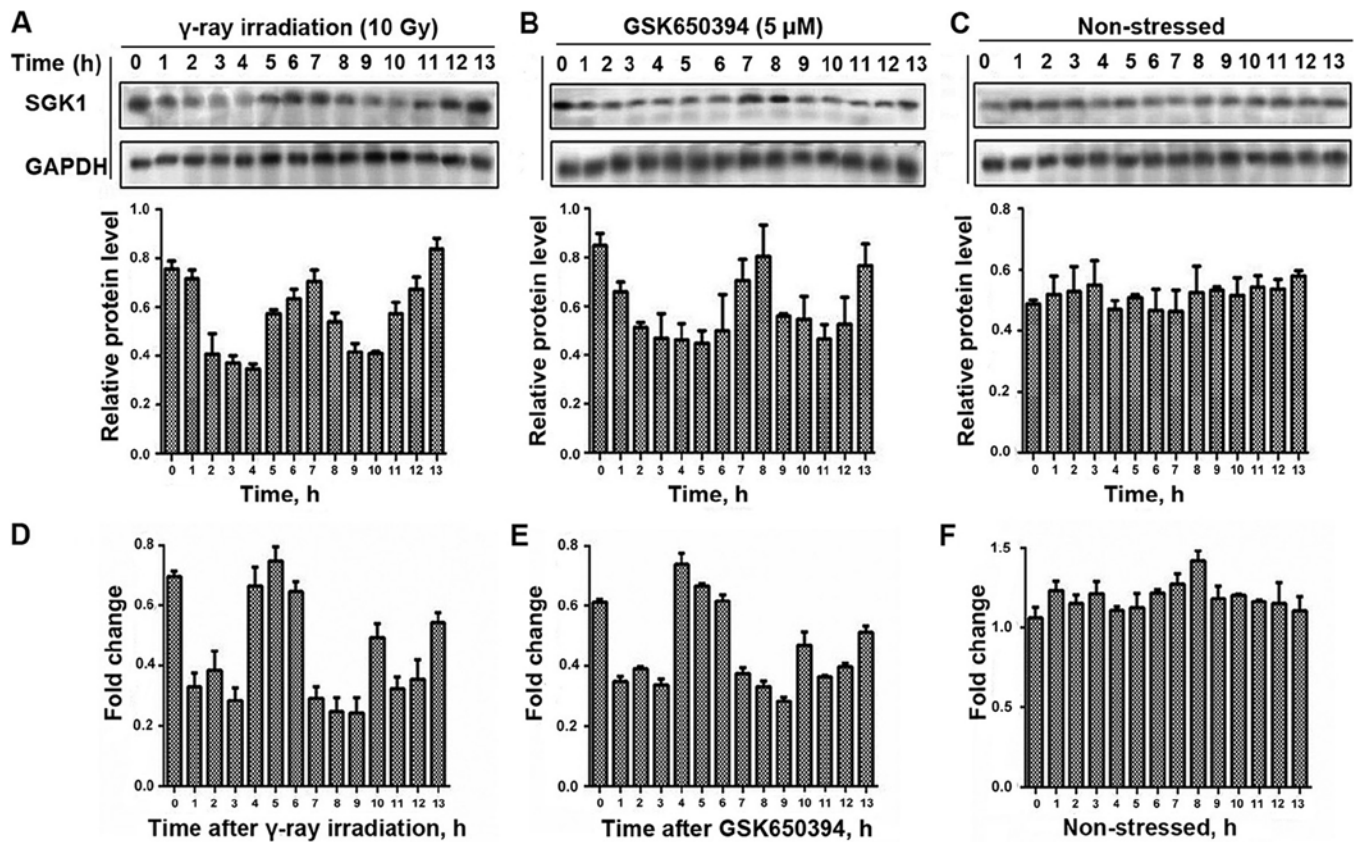 A
γ-ray irradiation (10 Gy)
Time (h) 0 1 2 3 4 5 6 7 8 9 10 11 12 13
SGK1
GAPDH
Relative protein level
1.0
0.8
0.6
0.4
0.2
0.0
0 1 2 3 4 5 6 7 8 9 10 11 12 13
Time, h
B
GSK650394 (5 μM)
0 1 2 3 4 5 6 7 8 9 10 11 12 13
Relative protein level
1.0
0.8
0.6
0.4
0.2
0.0
0 1 2 3 4 5 6 7 8 9 10 11 12 13
Time, h
C
Non-stressed
0 1 2 3 4 5 6 7 8 9 10 11 12 13
Relative protein level
0.8
0.6
0.4
0.2
0.0
0 1 2 3 4 5 6 7 8 9 10 11 12 13
Time, h
D
Fold change
0.8
0.6
0.4
0.2
0.0
0 1 2 3 4 5 6 7 8 9 10 11 12 13
Time after γ-ray irradiation, h
E
Fold change
0.8
0.6
0.4
0.2
0.0
0 1 2 3 4 5 6 7 8 9 10 11 12 13
Time after GSK650394, h
F
Fold change
1.5
1.0
0.5
0.0
0 1 2 3 4 5 6 7 8 9 10 11 12 13
Non-stressed, h